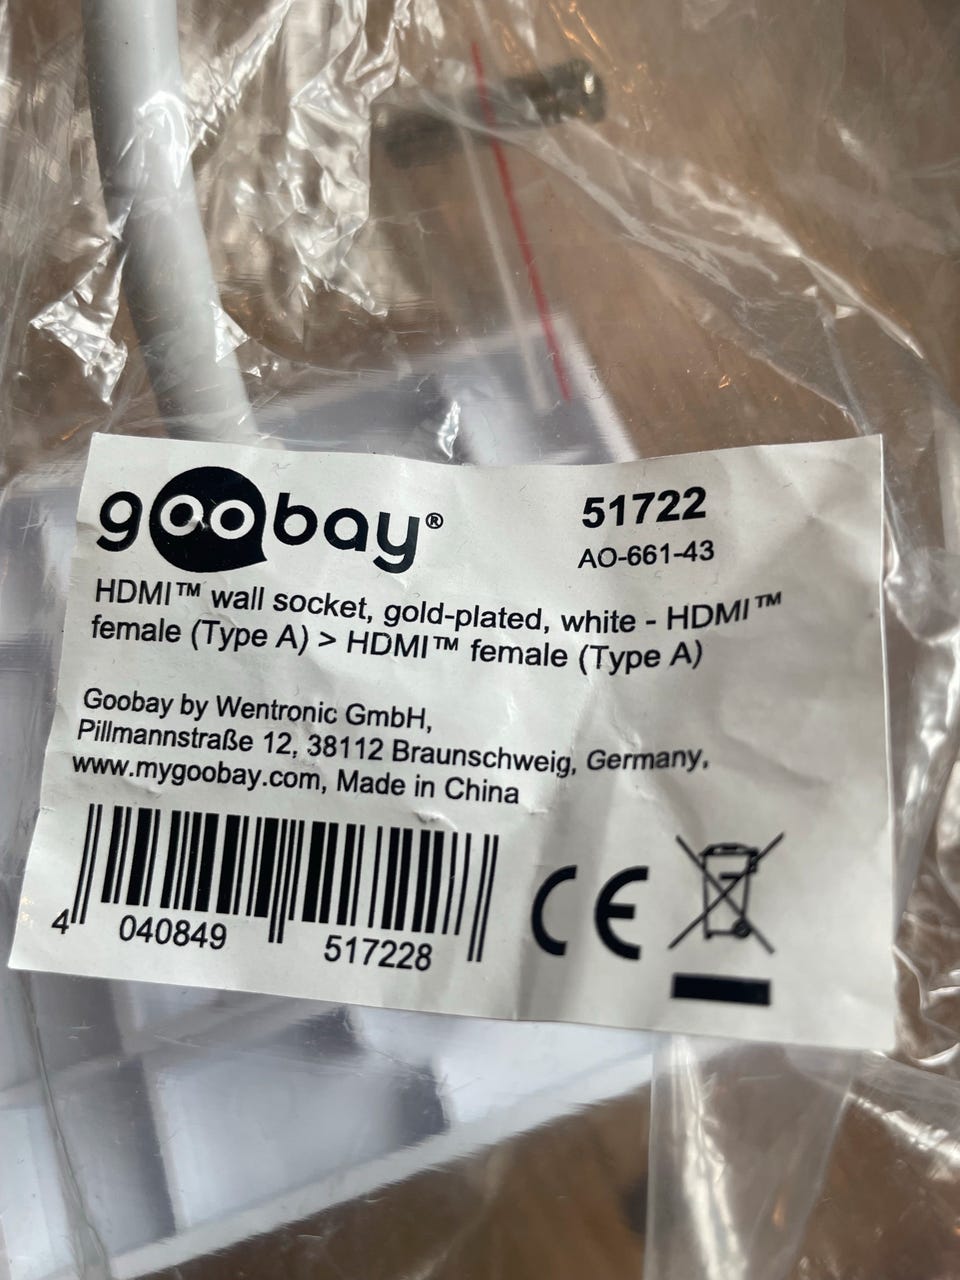 goobay®
51722
AO-661-43
HDMI™ wall socket, gold-plated, white - HDMI™
female (Type A) > HDMI™ female (Type A)
Goobay by Wentronic GmbH,
Pillmannstraße 12, 38112 Braunschweig, Germany,
www.mygoobay.com, Made in China
4 040849 517228
CE